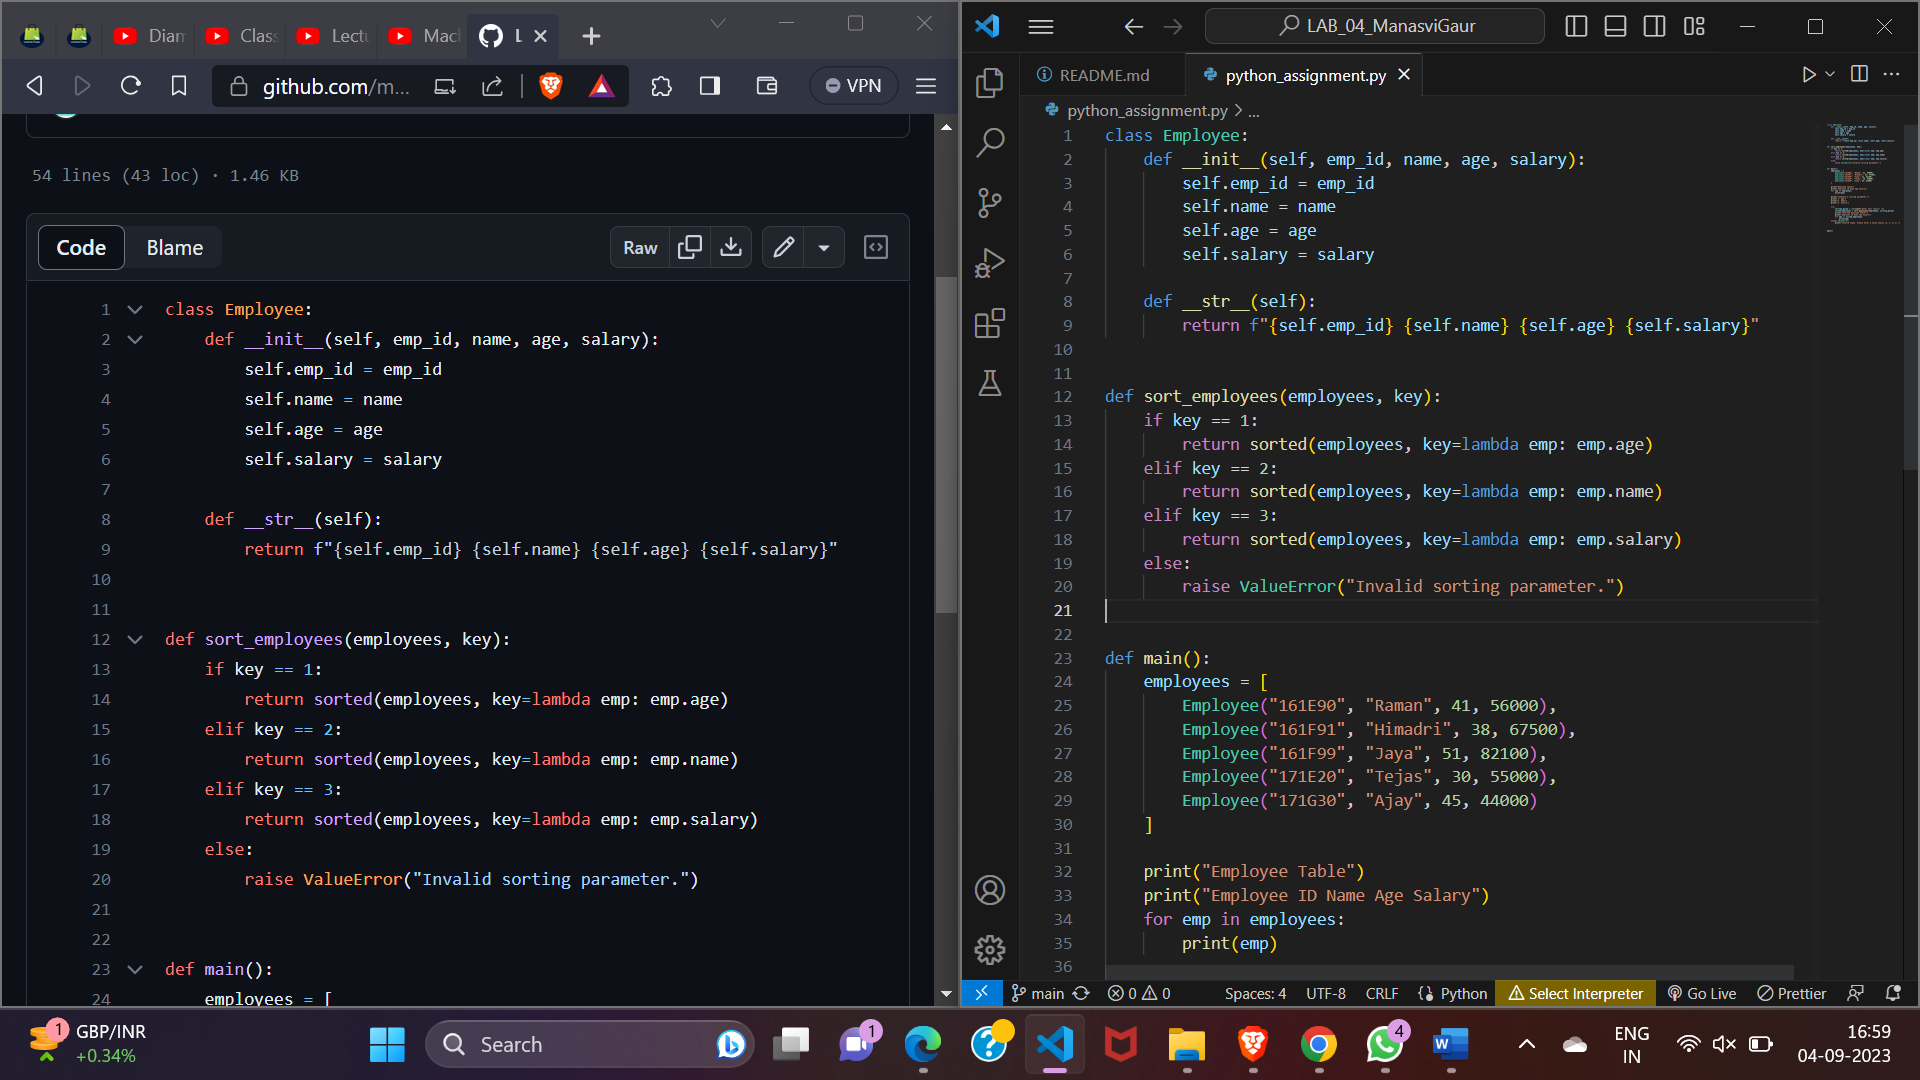 Diam
Class
Lectu
Mach
L
github.com/m...
VPN
54 lines (43 loc) · 1.46 KB
Code
Blame
Raw
1 class Employee:
2 def __init__(self, emp_id, name, age, salary):
3 self.emp_id = emp_id
4 self.name = name
5 self.age = age
6 self.salary = salary
7
8 def __str__(self):
9 return f"{self.emp_id} {self.name} {self.age} {self.salary}"
10
11
12 def sort_employees(employees, key):
13 if key == 1:
14 return sorted(employees, key=lambda emp: emp.age)
15 elif key == 2:
16 return sorted(employees, key=lambda emp: emp.name)
17 elif key == 3:
18 return sorted(employees, key=lambda emp: emp.salary)
19 else:
20 raise ValueError("Invalid sorting parameter.")
21
22
23 def main():
24 employees = [
LAB_04_ManasviGaur
README.md
python_assignment.py
python_assignment.py > ...
1 class Employee:
2 def __init__(self, emp_id, name, age, salary):
3 self.emp_id = emp_id
4 self.name = name
5 self.age = age
6 self.salary = salary
7
8 def __str__(self):
9 return f"{self.emp_id} {self.name} {self.age} {self.salary}"
10
11
12 def sort_employees(employees, key):
13 if key == 1:
14 return sorted(employees, key=lambda emp: emp.age)
15 elif key == 2:
16 return sorted(employees, key=lambda emp: emp.name)
17 elif key == 3:
18 return sorted(employees, key=lambda emp: emp.salary)
19 else:
20 raise ValueError("Invalid sorting parameter.")
21
22
23 def main():
24 employees = [
25 Employee("161E90", "Raman", 41, 56000),
26 Employee("161F91", "Himadri", 38, 67500),
27 Employee("161F99", "Jaya", 51, 82100),
28 Employee("171E20", "Tejas", 30, 55000),
29 Employee("171G30", "Ajay", 45, 44000)
30 ]
31
32 print("Employee Table")
33 print("Employee ID Name Age Salary")
34 for emp in employees:
35 print(emp)
36
main
0 0
Spaces: 4
UTF-8
CRLF
Python
Select Interpreter
Go Live
Prettier
1
GBP/INR
+0.34%
Search
1
4
ENG
IN
16:59
04-09-2023